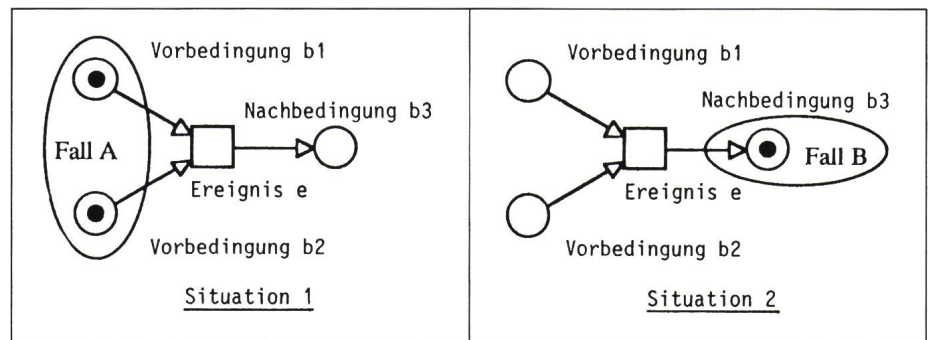 Vorbedingung b1
Nachbedingung b3
Fall A
Ereignis e
Vorbedingung b2
Situation 1
Vorbedingung b1
Nachbedingung b3
Fall B
Ereignis e
Vorbedingung b2
Situation 2